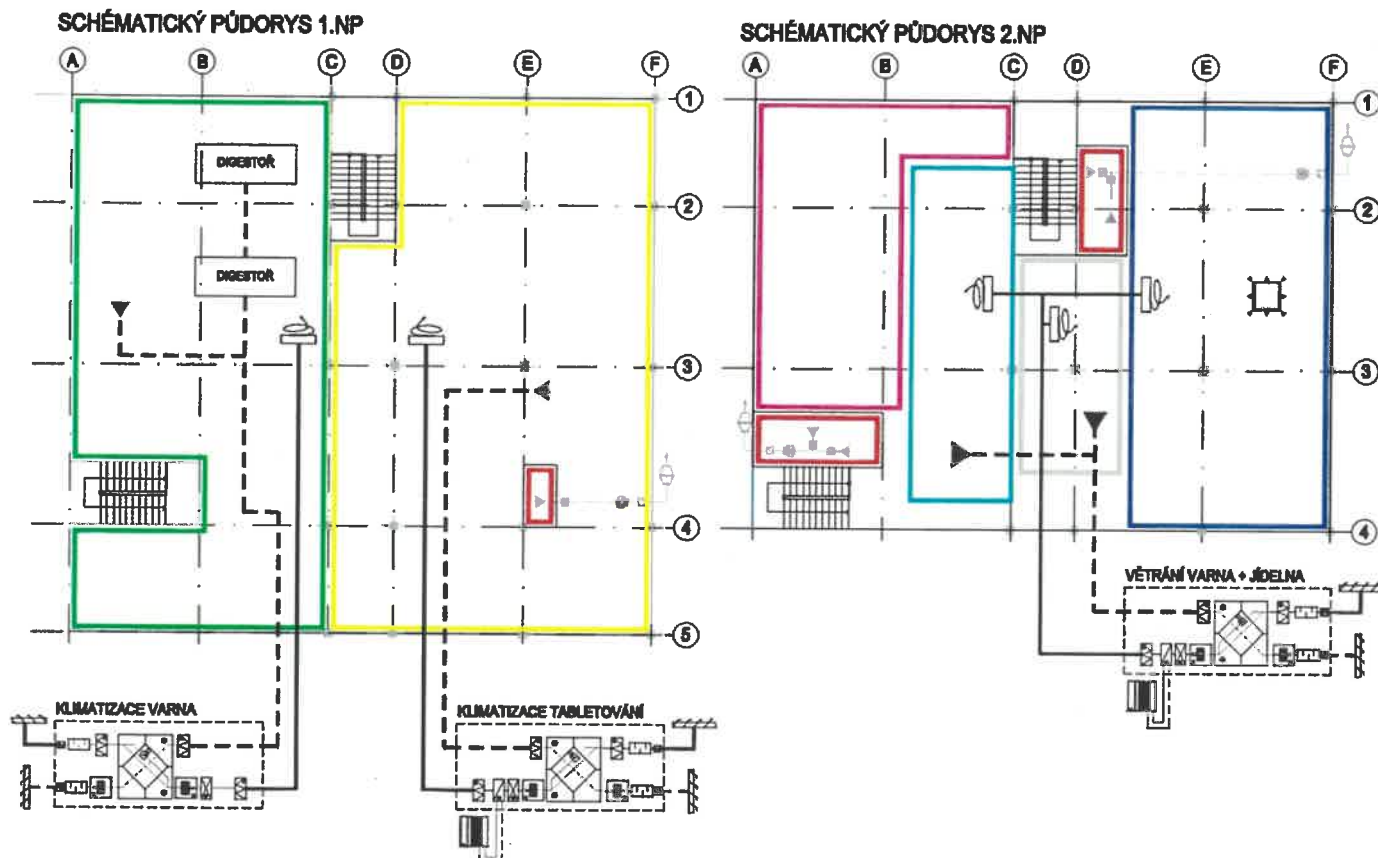 SCHÉMATICKÝ PŮDORYS 1.NP
A B C D E F
1
DIGESTOŘ
2
DIGESTOŘ
3
4
5
KLIMATIZACE VARNA
KLIMATIZACE TABLETOVÁNÍ
SCHÉMATICKÝ PŮDORYS 2.NP
A B C D E F
1
2
3
4
VĚTRÁNÍ VARNA + JÍDELNA